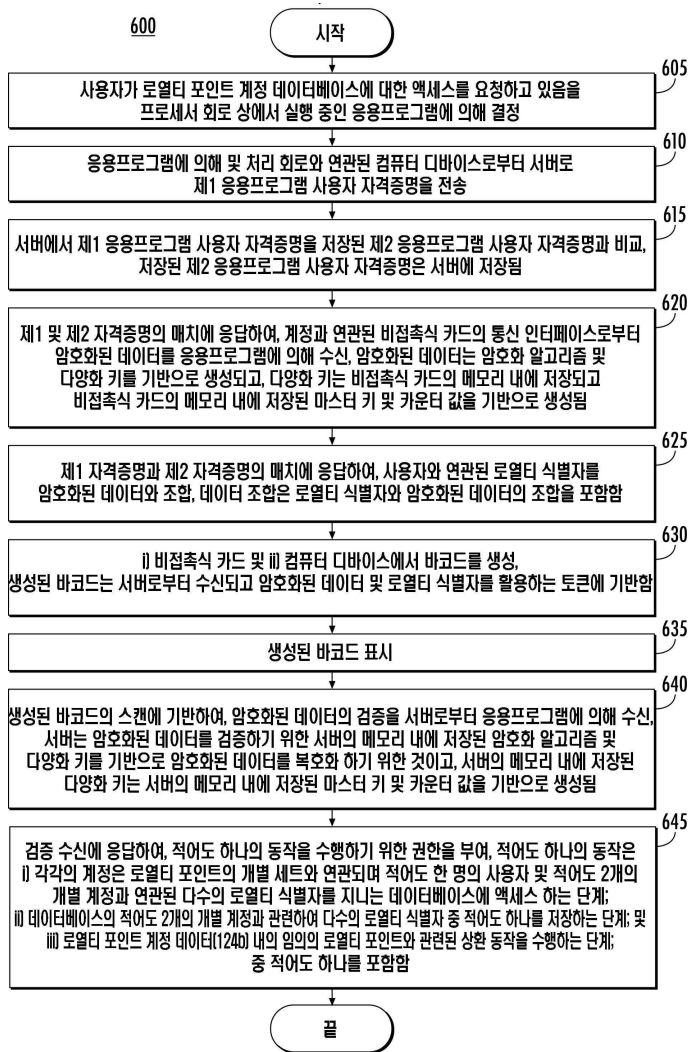 600
시작
605
사용자가 로열티 포인트 계정 데이터베이스에 대한 액세스를 요청하고 있음을
프로세서 회로 상에서 실행 중인 응용프로그램에 의해 결정
610
응용프로그램에 의해 및 처리 회로와 연관된 컴퓨터 디바이스로부터 서버로
제1 응용프로그램 사용자 자격증명을 전송
615
서버에서 제1 응용프로그램 사용자 자격증명을 저장된 제2 응용프로그램 사용자 자격증명과 비교,
저장된 제2 응용프로그램 사용자 자격증명은 서버에 저장됨
620
제1 및 제2 자격증명의 매치에 응답하여, 계정과 연관된 비접촉식 카드의 통신 인터페이스로부터
암호화된 데이터를 응용프로그램에 의해 수신, 암호화된 데이터는 암호화 알고리즘 및
다양화 키를 기반으로 생성되고, 다양화 키는 비접촉식 카드의 메모리 내에 저장되고
비접촉식 카드의 메모리 내에 저장된 마스터 키 및 카운터 값을 기반으로 생성됨
625
제1 자격증명과 제2 자격증명의 매치에 응답하여, 사용자와 연관된 로열티 식별자를
암호화된 데이터와 조합, 데이터 조합은 로열티 식별자와 암호화된 데이터의 조합을 포함함
630
i) 비접촉식 카드 및 ii) 컴퓨터 디바이스에서 바코드를 생성,
생성된 바코드는 서버로부터 수신되고 암호화된 데이터 및 로열티 식별자를 활용하는 토큰에 기반함
635
생성된 바코드 표시
640
생성된 바코드의 스캔에 기반하여, 암호화된 데이터의 검증을 서버로부터 응용프로그램에 의해 수신,
서버는 암호화된 데이터를 검증하기 위한 서버의 메모리 내에 저장된 암호화 알고리즘 및
다양화 키를 기반으로 암호화된 데이터를 복호화 하기 위한 것이고, 서버의 메모리 내에 저장된
다양화 키는 서버의 메모리 내에 저장된 마스터 키 및 카운터 값을 기반으로 생성됨
645
검증 수신에 응답하여, 적어도 하나의 동작을 수행하기 위한 권한을 부여, 적어도 하나의 동작은
i) 각각의 계정은 로열티 포인트의 개별 세트와 연관되며 적어도 한 명의 사용자 및 적어도 2개의
개별 계정과 연관된 다수의 로열티 식별자를 지니는 데이터베이스에 액세스 하는 단계;
ii) 데이터베이스의 적어도 2개의 개별 계정과 관련하여 다수의 로열티 식별자 중 적어도 하나를 저장하는 단계; 및
iii) 로열티 포인트 계정 데이터(124b) 내의 임의의 로열티 포인트와 관련된 상환 동작을 수행하는 단계;
중 적어도 하나를 포함함
끝